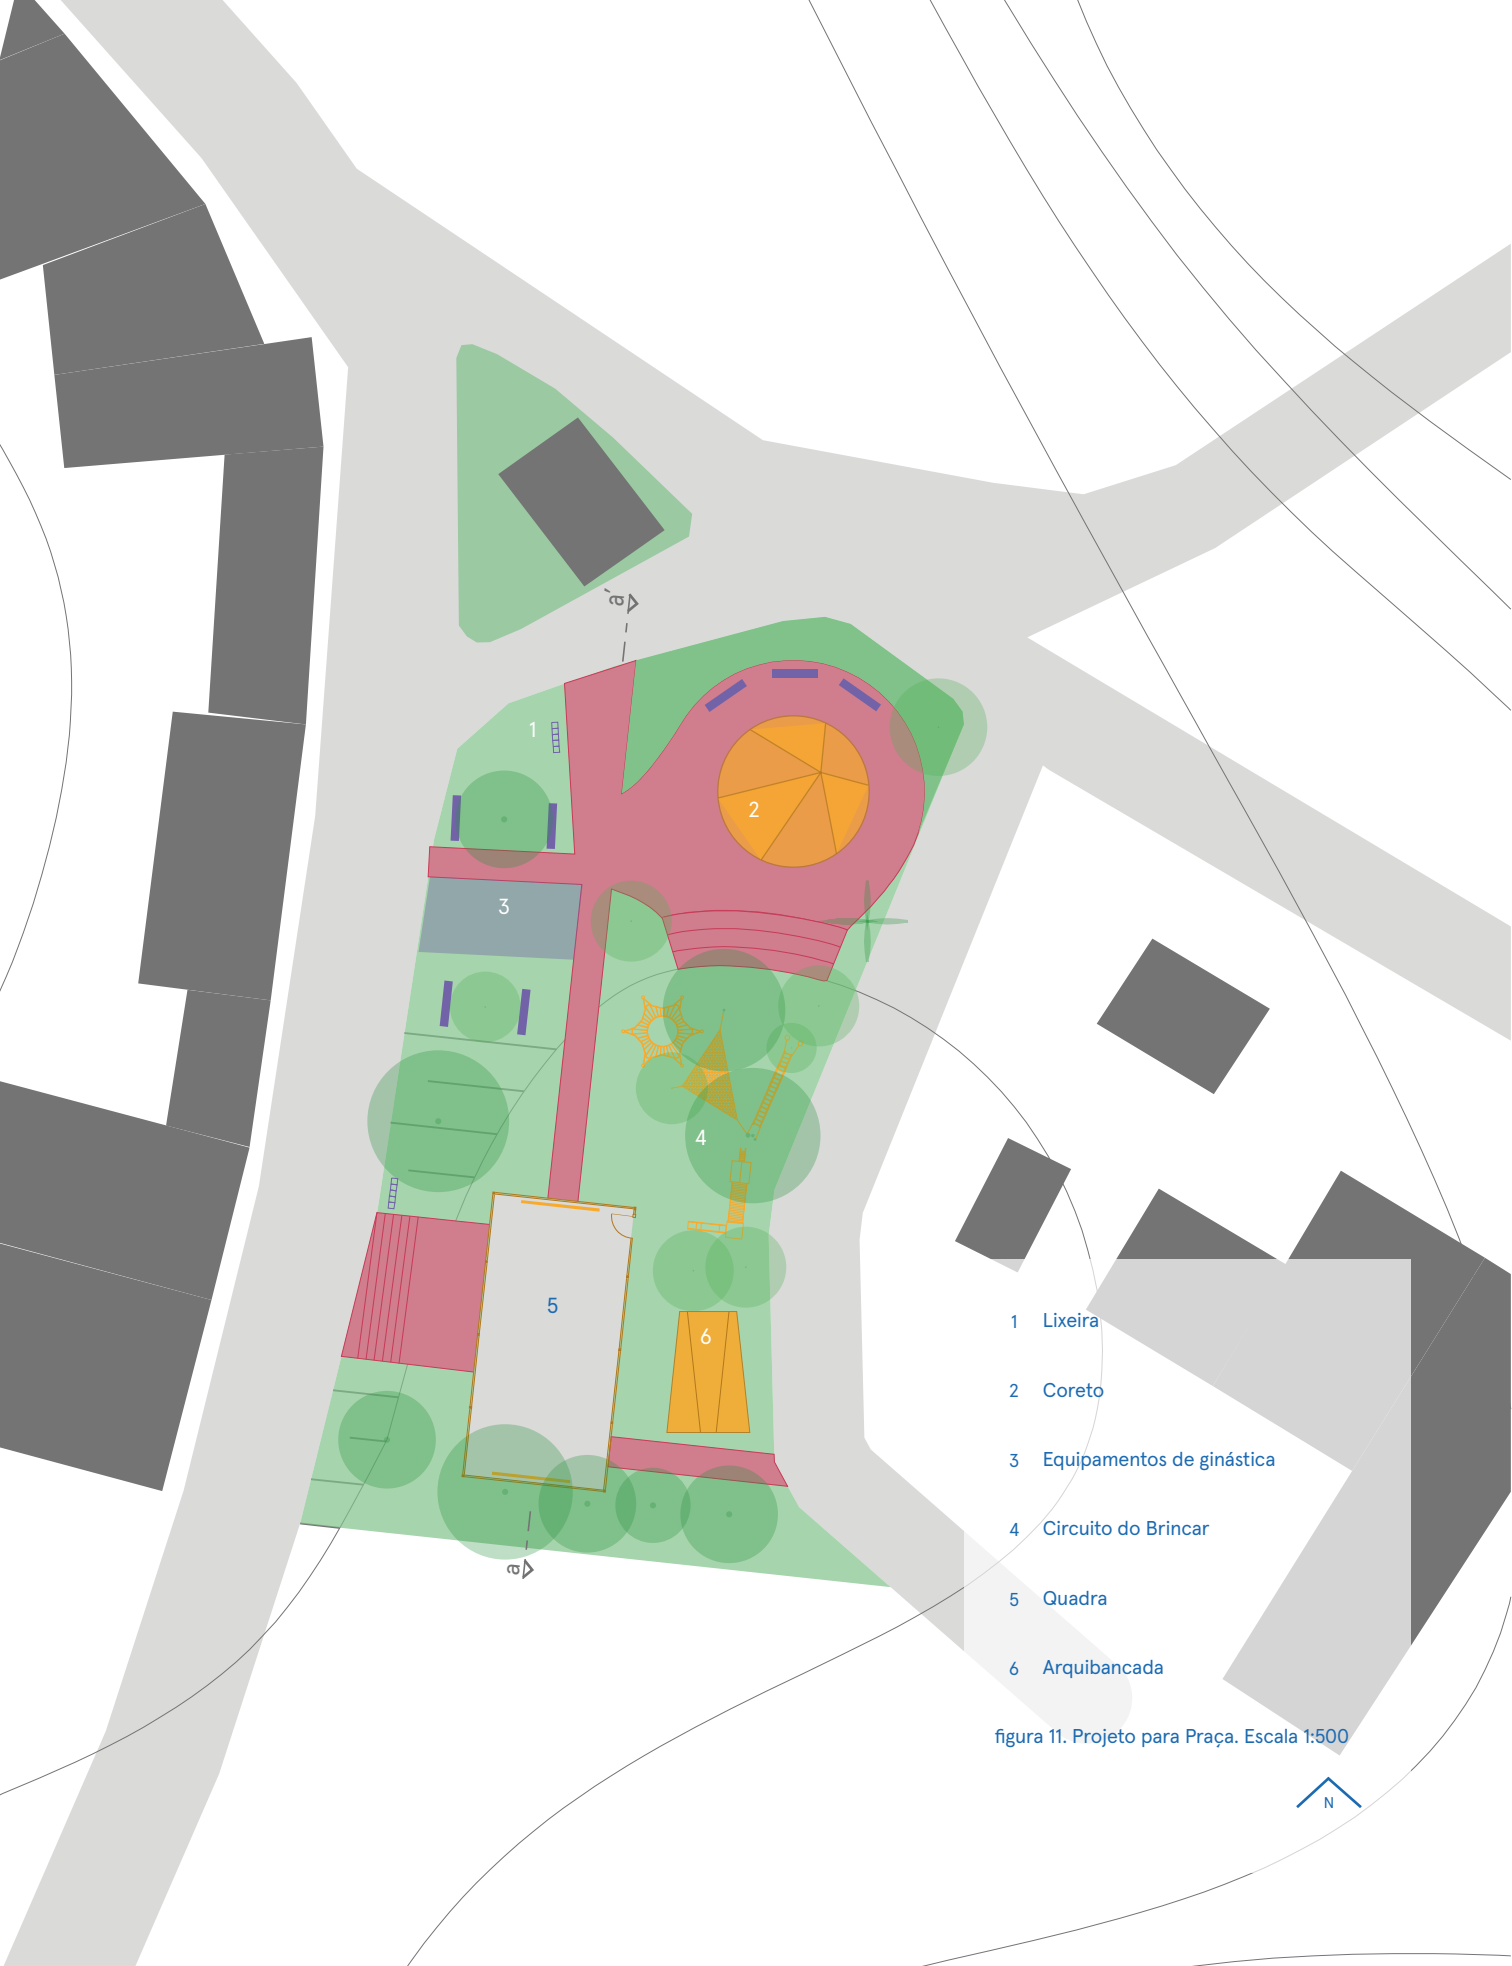 a´
1
2
3
4
5
6
a
1 Lixeira
2 Coreto
3 Equipamentos de ginástica
4 Circuito do Brincar
5 Quadra
6 Arquibancada
figura 11. Projeto para Praça. Escala 1:500
N